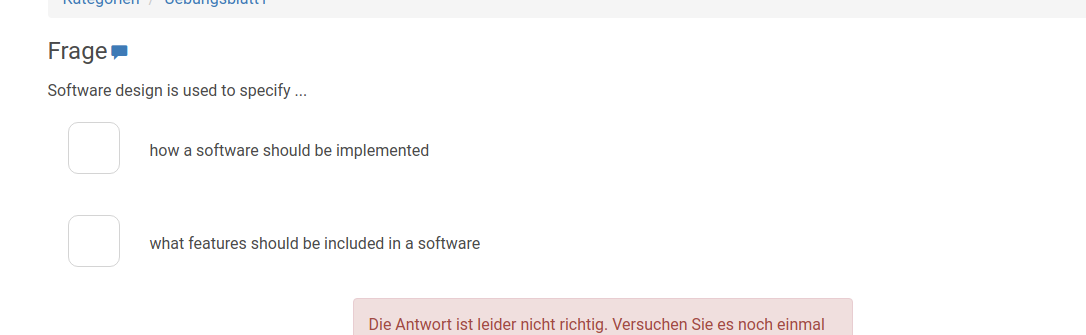 Kategorien / Uebungsblatt1
Frage
Software design is used to specify ...
how a software should be implemented
what features should be included in a software
Die Antwort ist leider nicht richtig. Versuchen Sie es noch einmal